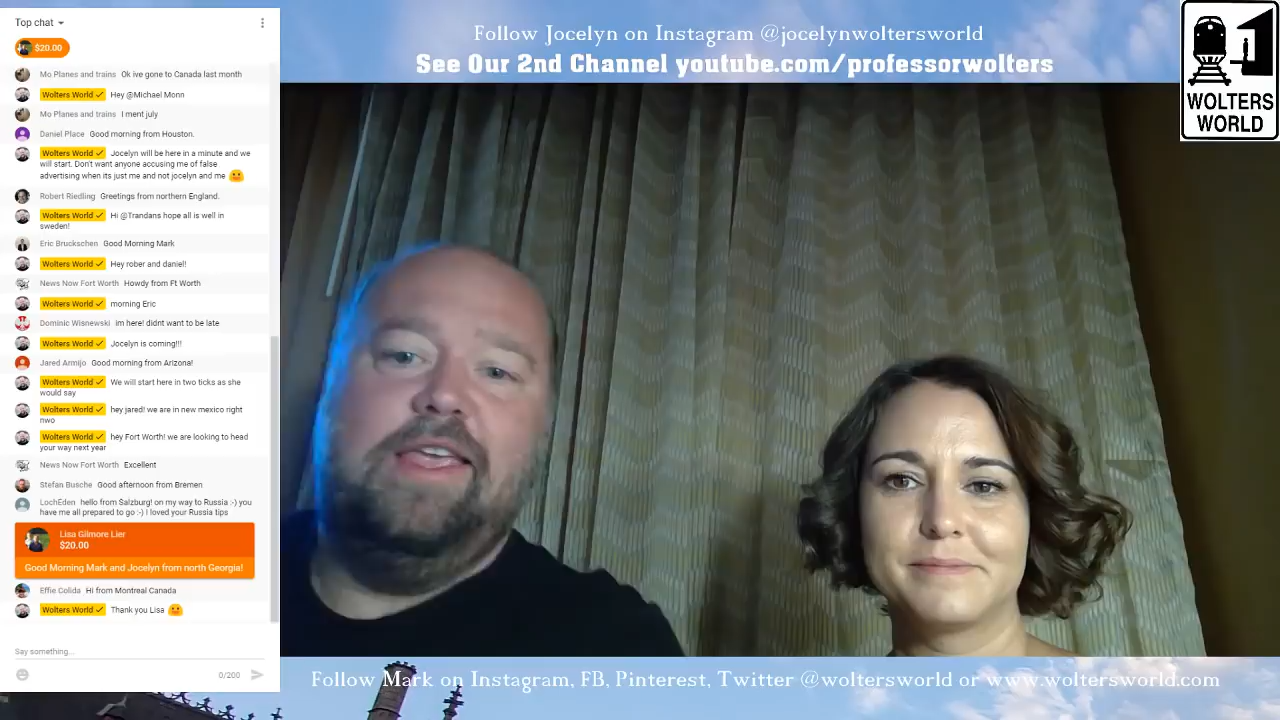 Top chat
$20.00
Mo Planes and trains Ok ive gone to Canada last month
Wolters World Hey @Michael Monn
Mo Planes and trains I ment july
Daniel Place Good morning from Houston.
Wolters World Jocelyn will be here in a minute and we
will start. Don't want anyone accusing me of false
advertising when its just me and not jocelyn and me
Robert Riedling Greetings from northern England.
Wolters World Hi @Trandans hope all is well in
sweden!
Eric Bruckschen Good Morning Mark
Wolters World Hey rober and daniel!
News Now Fort Worth Howdy from Ft Worth
Wolters World morning Eric
Dominic Wisnewski im here! didnt want to be late
Wolters World Jocelyn is coming!!!
Jared Armijo Good morning from Arizona!
Wolters World We will start here in two ticks as she
would say
Wolters World hey jared! we are in new mexico right
nwo
Wolters World hey Fort Worth! we are looking to head
your way next year
News Now Fort Worth Excellent
Stefan Busche Good afternoon from Bremen
LochEden hello from Salzburg! on my way to Russia :-) you
have me all prepared to go :-) I loved your Russia tips
Lisa Gilmore Lier
$20.00
Good Morning Mark and Jocelyn from north Georgia!
Effie Colida Hi from Montreal Canada
Wolters World Thank you Lisa
Say something...
0/200
Follow Jocelyn on Instagram @jocelynwoltersworld
See Our 2nd Channel youtube.com/professorwolters
WOLTERS
WORLD
Follow Mark on Instagram, FB, Pinterest, Twitter @woltersworld or www.woltersworld.com